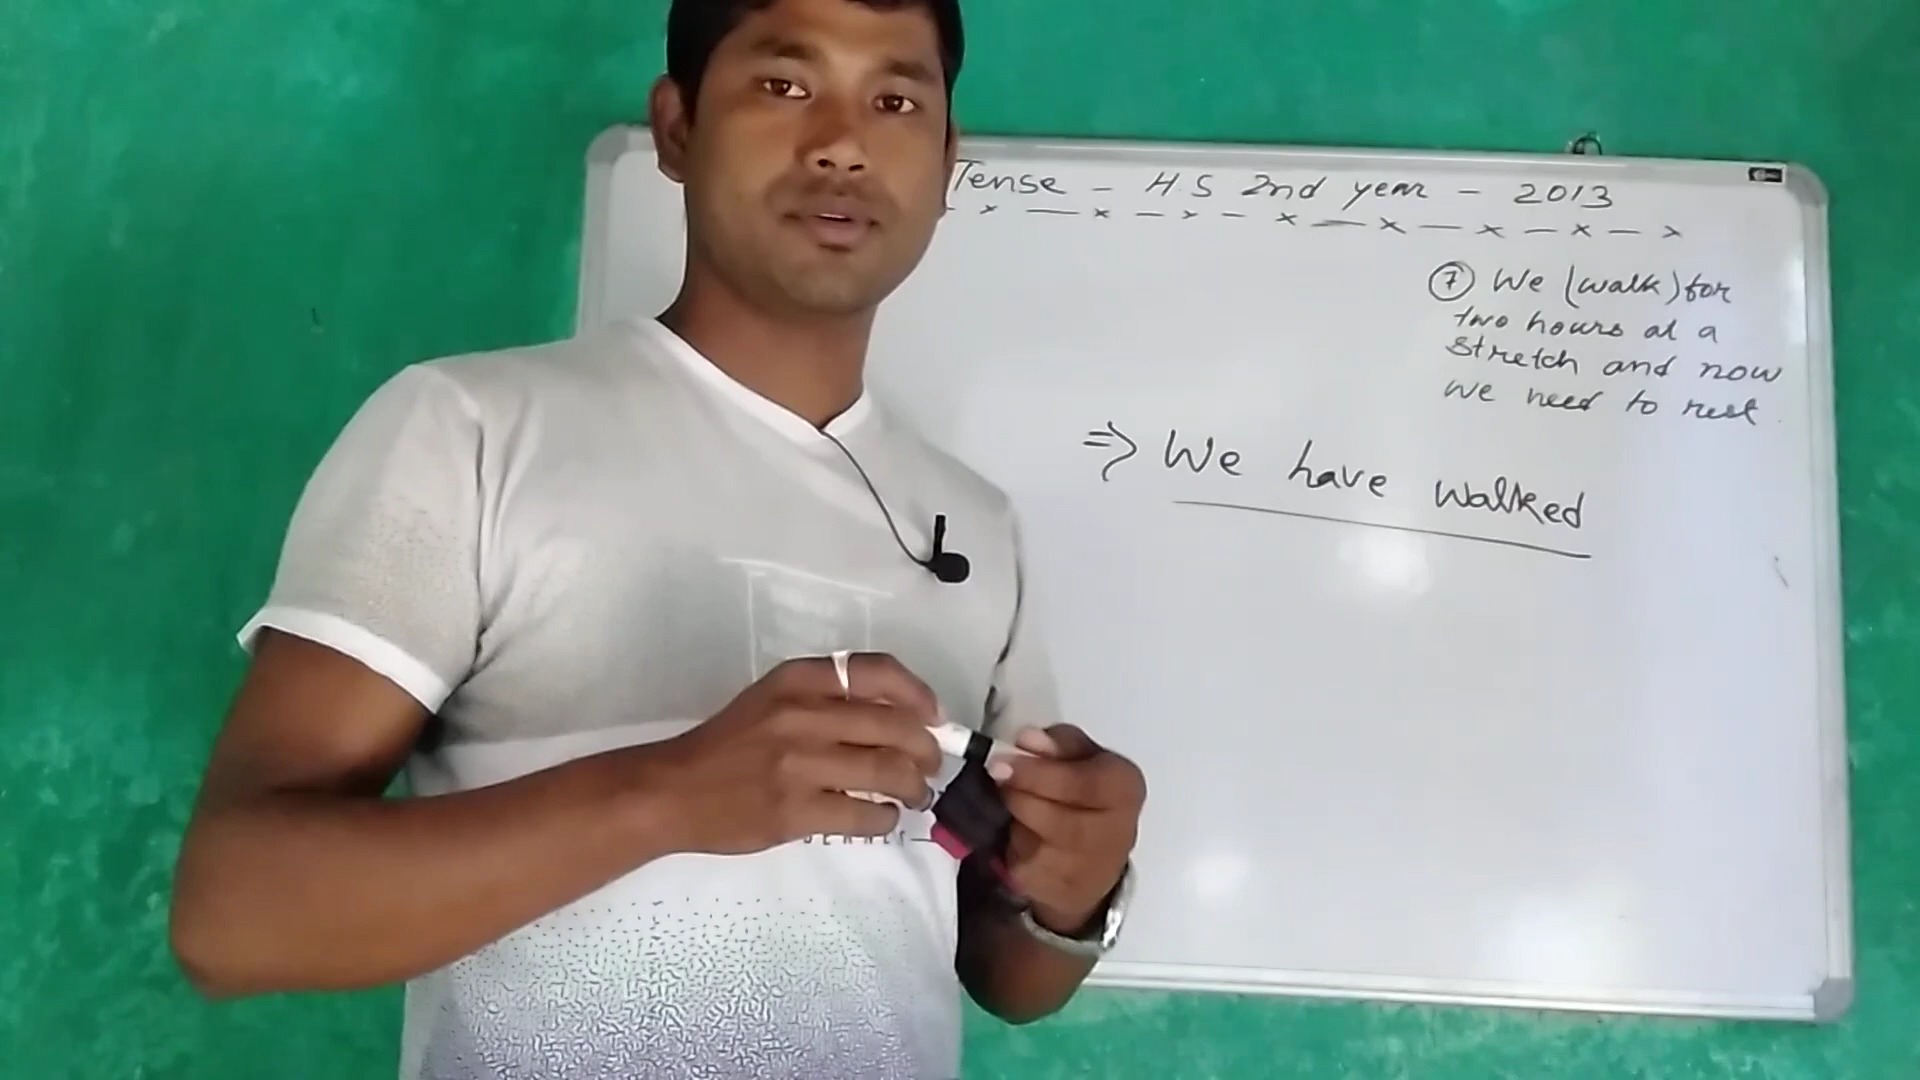 Tense - H.S 2nd year - 2013
⑦ We (walk) for
two hours at a
stretch and now
we need to rest.
=> We have walked